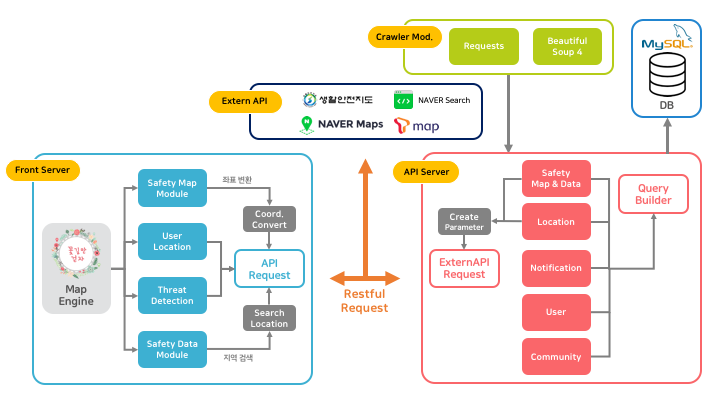 Crawler Mod.
Requests
Beautiful
Soup 4
MySQL
DB
Extern API
생활안전지도
NAVER Search
NAVER Maps
T map
Front Server
Safety Map
Module
좌표 변환
Coord.
Convert
User
Location
API
Request
Map
Engine
Threat
Detection
Search
Location
Safety Data
Module
지역 검색
Restful
Request
API Server
Safety
Map & Data
Query
Builder
Create
Parameter
Location
ExternAPI
Request
Notification
User
Community